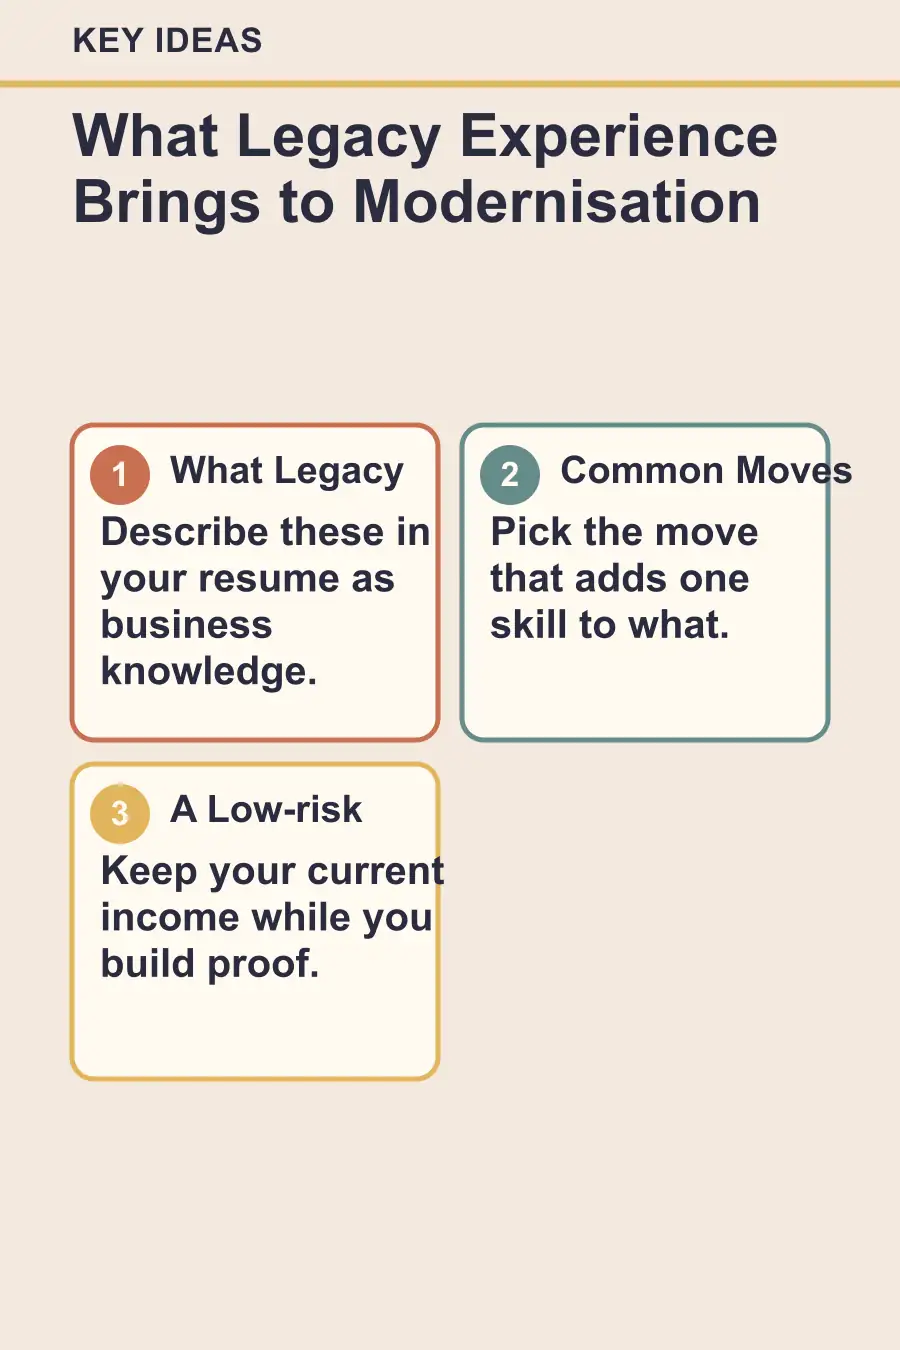 KEY IDEAS
What Legacy Experience
Brings to Modernisation
1 What Legacy
Describe these in
your resume as
business
knowledge.
2 Common Moves
Pick the move
that adds one
skill to what.
3 A Low-risk
Keep your current
income while you
build proof.